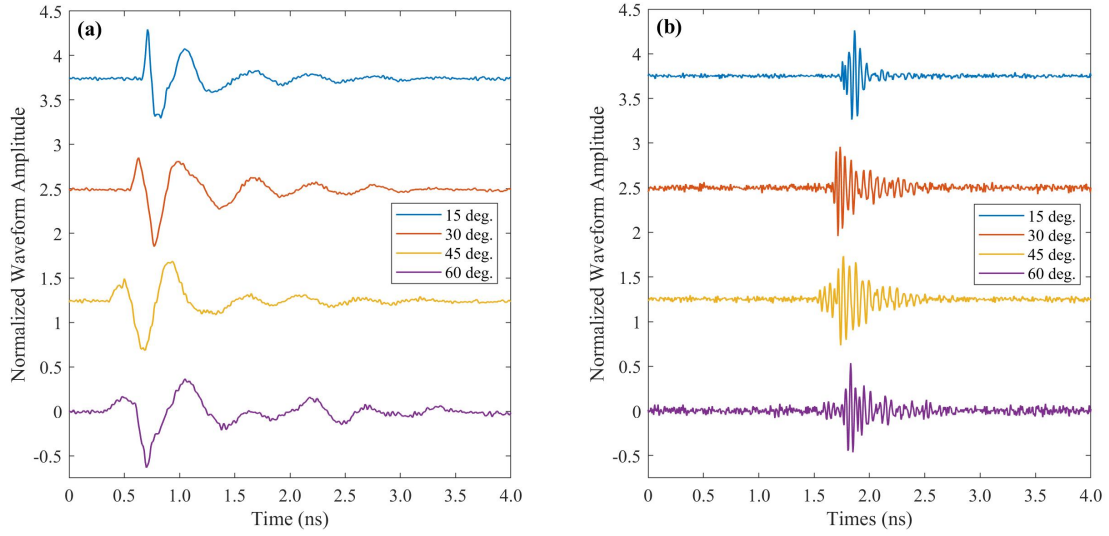 (a)
Normalized Waveform Amplitude
4.5
4
3.5
3
2.5
2
1.5
1
0.5
0
-0.5
0 0.5 1.0 1.5 2.0 2.5 3.0 3.5 4.0
Time (ns)
15 deg.
30 deg.
45 deg.
60 deg.
(b)
Normalized Waveform Amplitude
4.5
4
3.5
3
2.5
2
1.5
1
0.5
0
-0.5
0 0.5 1.0 1.5 2.0 2.5 3.0 3.5 4.0
Times (ns)
15 deg.
30 deg.
45 deg.
60 deg.